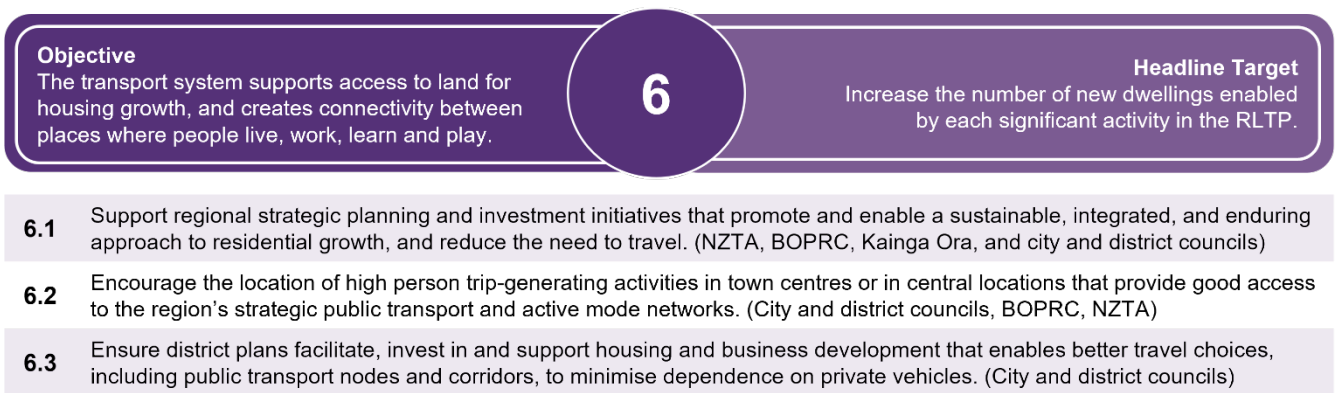 Objective
The transport system supports access to land for
housing growth, and creates connectivity between
places where people live, work, learn and play.
6
Headline Target
Increase the number of new dwellings enabled
by each significant activity in the RLTP.
6.1
Support regional strategic planning and investment initiatives that promote and enable a sustainable, integrated, and enduring
approach to residential growth, and reduce the need to travel. (NZTA, BOPRC, Kainga Ora, and city and district councils)
6.2
Encourage the location of high person trip-generating activities in town centres or in central locations that provide good access
to the region’s strategic public transport and active mode networks. (City and district councils, BOPRC, NZTA)
6.3
Ensure district plans facilitate, invest in and support housing and business development that enables better travel choices,
including public transport nodes and corridors, to minimise dependence on private vehicles. (City and district councils)